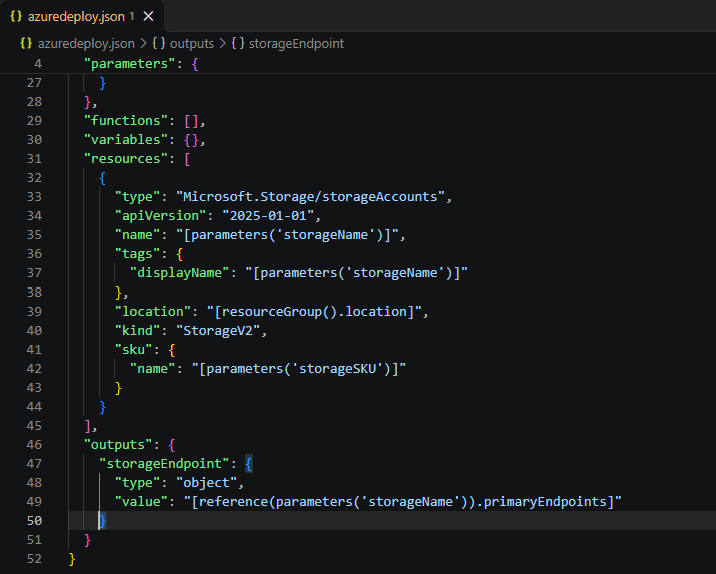 {} azuredeploy.json 1 ×
{} azuredeploy.json > {} outputs > {} storageEndpoint
4 "parameters": {
27 }
28 },
29 "functions": [],
30 "variables": {},
31 "resources": [
32 {
33 "type": "Microsoft.Storage/storageAccounts",
34 "apiVersion": "2025-01-01",
35 "name": "[parameters('storageName')]",
36 "tags": {
37 "displayName": "[parameters('storageName')]"
38 },
39 "location": "[resourceGroup().location]",
40 "kind": "StorageV2",
41 "sku": {
42 "name": "[parameters('storageSKU')]"
43 }
44 }
45 ],
46 "outputs": {
47 "storageEndpoint": {
48 "type": "object",
49 "value": "[reference(parameters('storageName')).primaryEndpoints]"
50 }
51 }
52 }